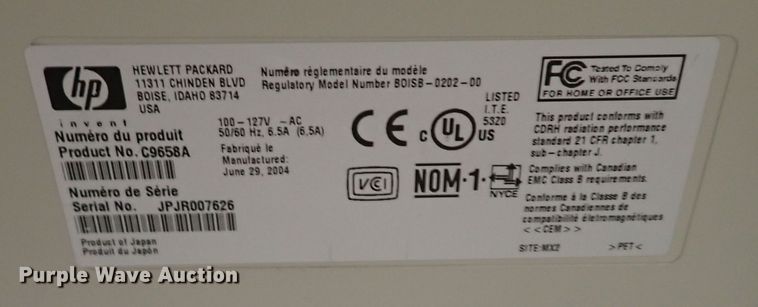 hp
invent
HEWLETT PACKARD
11311 CHINDEN BLVD
BOISE, IDAHO 83714
USA
Numéro du produit
Product No. C9658A
Numéro de Série
Serial No. JPJR007626
Product of Japan
Produit du Japón
Numéro réglementaire du modèle
Regulatory Model Number BOISB-0202-00
100-127V ~ AC
50/60 Hz, 6.5A (6.5A)
Fabriqué le
Manufactured:
June 29, 2004
CE
C UL US
LISTED
I.T.E.
53Z0
VCI
NOM-1-
NYCE
FC Tested To Comply
With FCC Standards
FOR HOME OR OFFICE USE
This product conforms with
CDRH radiation performance
standard 21 CFR chapter 1,
sub-chapter J.
Complies with Canadian
EMC Class B requirements.
Conforme à la Classe B des
normes Canadiennes de
compatibilité életromagnétiques
<<CEM>>
SITE:MX2 >PET<
Purple Wave Auction